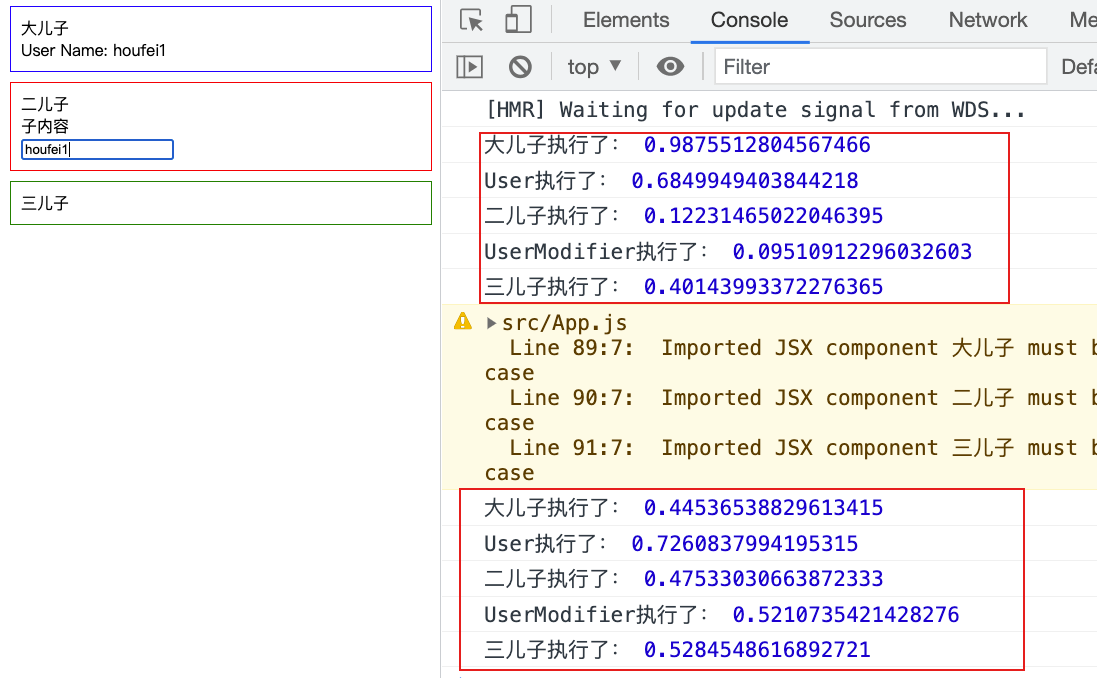 大儿子
User Name: houfei1
二儿子
子内容
houfei1
三儿子
Elements Console Sources Network Me
top ▼ Filter Defa
[HMR] Waiting for update signal from WDS...
大儿子执行了： 0.9875512804567466
User执行了： 0.6849949403844218
二儿子执行了： 0.12231465022046395
UserModifier执行了： 0.09510912296032603
三儿子执行了： 0.40143993372276365
▶src/App.js
Line 89:7: Imported JSX component 大儿子 must b
case
Line 90:7: Imported JSX component 二儿子 must b
case
Line 91:7: Imported JSX component 三儿子 must b
case
大儿子执行了： 0.44536538829613415
User执行了： 0.7260837994195315
二儿子执行了： 0.47533030663872333
UserModifier执行了： 0.5210735421428276
三儿子执行了： 0.5284548616892721